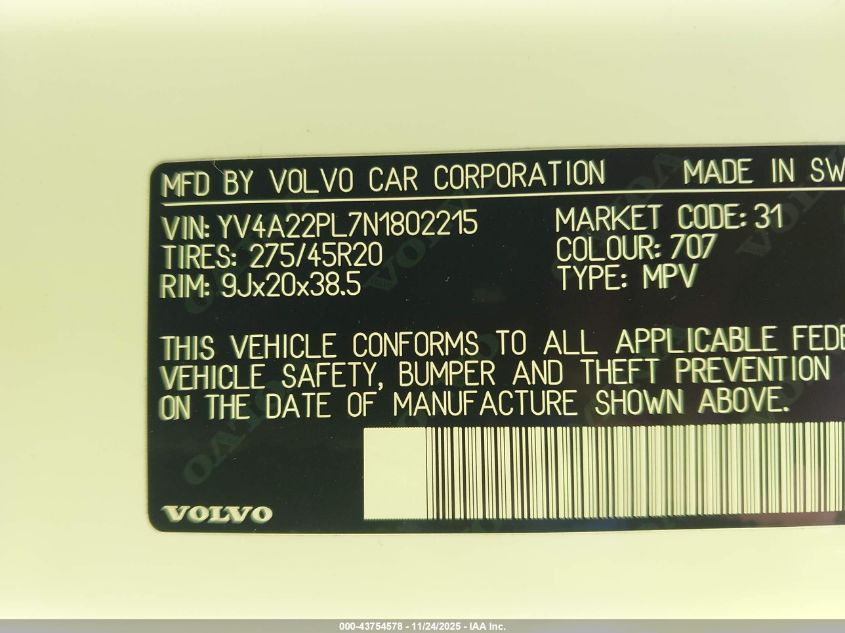 MFD BY VOLVO CAR CORPORATION MADE IN SW
VIN: YV4A22PL7N1802215 MARKET CODE: 31
TIRES: 275/45R20 COLOUR: 707
RIM: 9Jx20x38.5 TYPE: MPV
THIS VEHICLE CONFORMS TO ALL APPLICABLE FEDE
VEHICLE SAFETY, BUMPER AND THEFT PREVENTION
ON THE DATE OF MANUFACTURE SHOWN ABOVE.
VOLVO
000-43754578 - 11/24/2025 - IAA Inc.